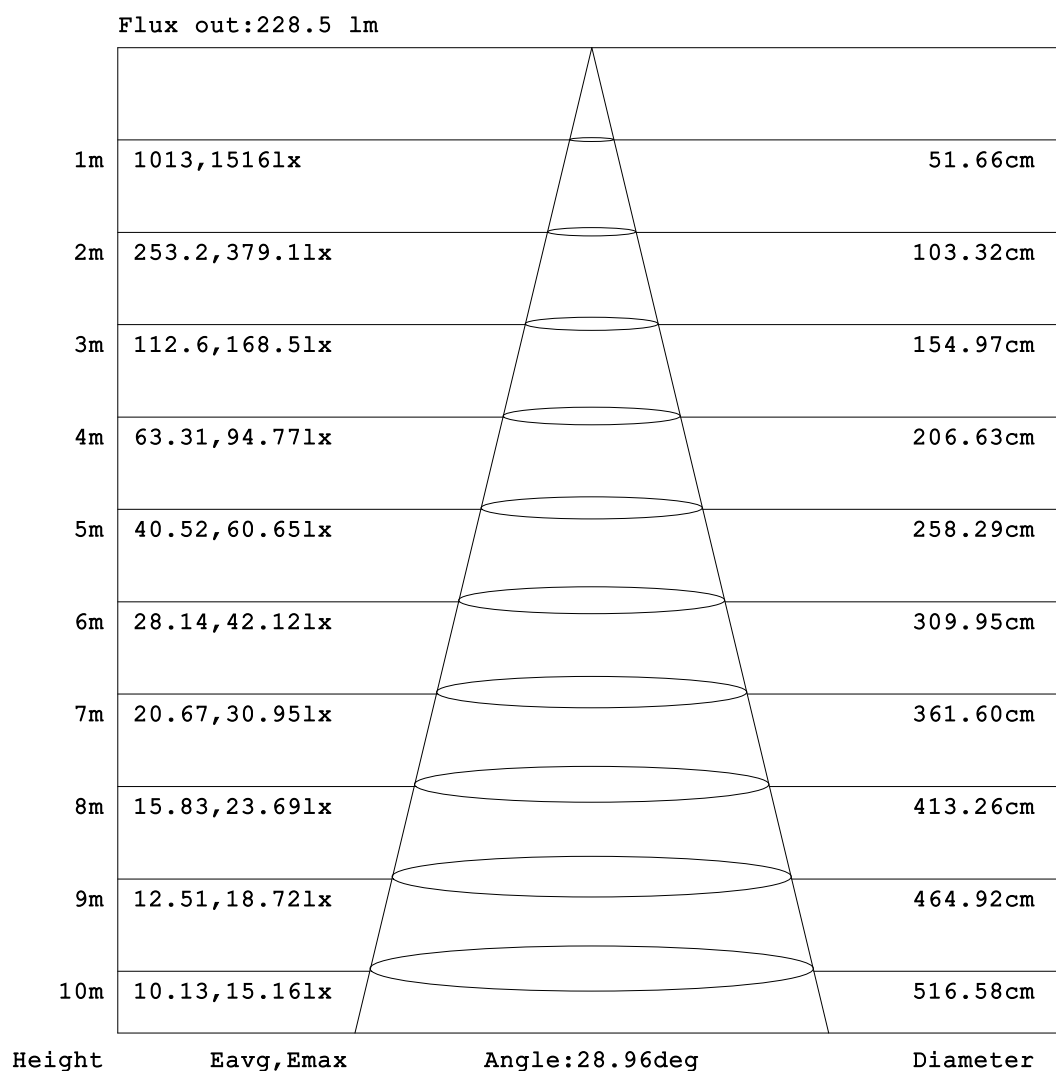 Flux out:228.5 lm
1m 1013,1516lx 51.66cm
2m 253.2,379.1lx 103.32cm
3m 112.6,168.5lx 154.97cm
4m 63.31,94.77lx 206.63cm
5m 40.52,60.65lx 258.29cm
6m 28.14,42.12lx 309.95cm
7m 20.67,30.95lx 361.60cm
8m 15.83,23.69lx 413.26cm
9m 12.51,18.72lx 464.92cm
10m 10.13,15.16lx 516.58cm
Height Eavg,Emax Angle:28.96deg Diameter